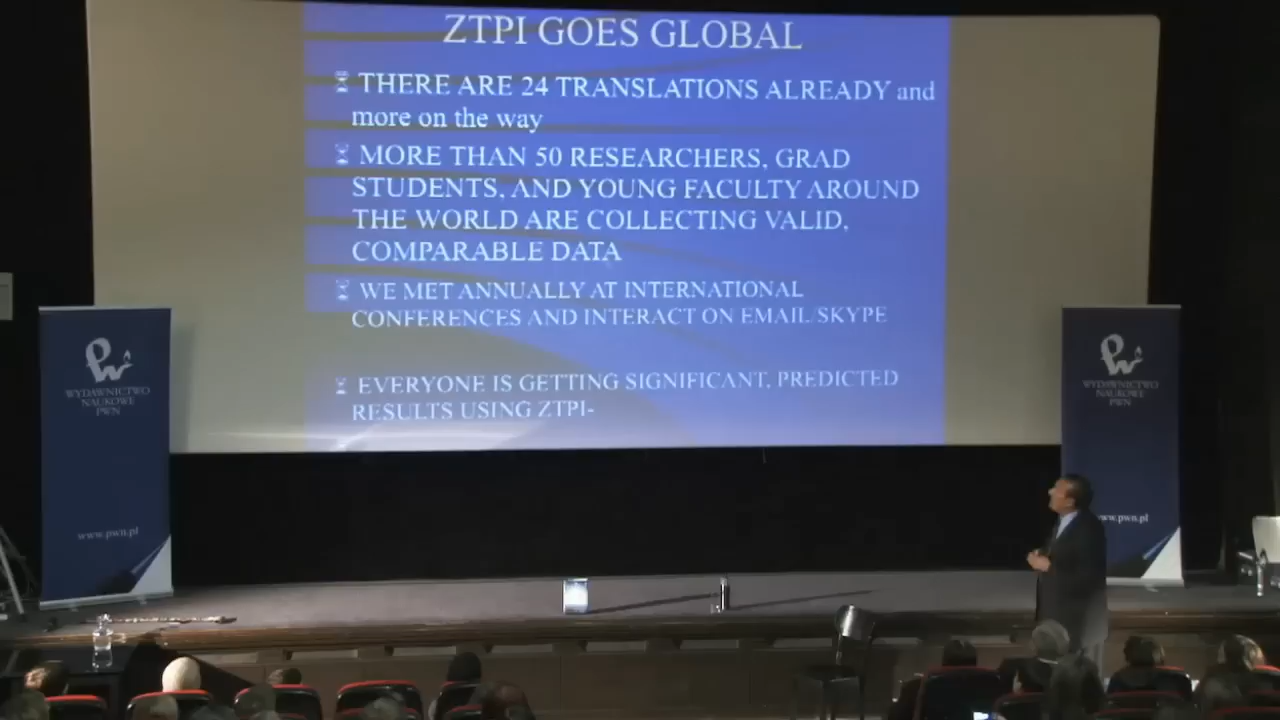 ZTPI GOES GLOBAL
THERE ARE 24 TRANSLATIONS ALREADY and
more on the way
MORE THAN 50 RESEARCHERS, GRAD
STUDENTS, AND YOUNG FACULTY AROUND
THE WORLD ARE COLLECTING VALID,
COMPARABLE DATA
WE MET ANNUALLY AT INTERNATIONAL
CONFERENCES AND INTERACT ON EMAIL/SKYPE
EVERYONE IS GETTING SIGNIFICANT, PREDICTED
RESULTS USING ZTPI-
PW
WYDAWNICTWO
NAUKOWE
PWN
www.pwn.pl
PW
WYDAWNICTWO
NAUKOWE
PWN
www.pwn.pl